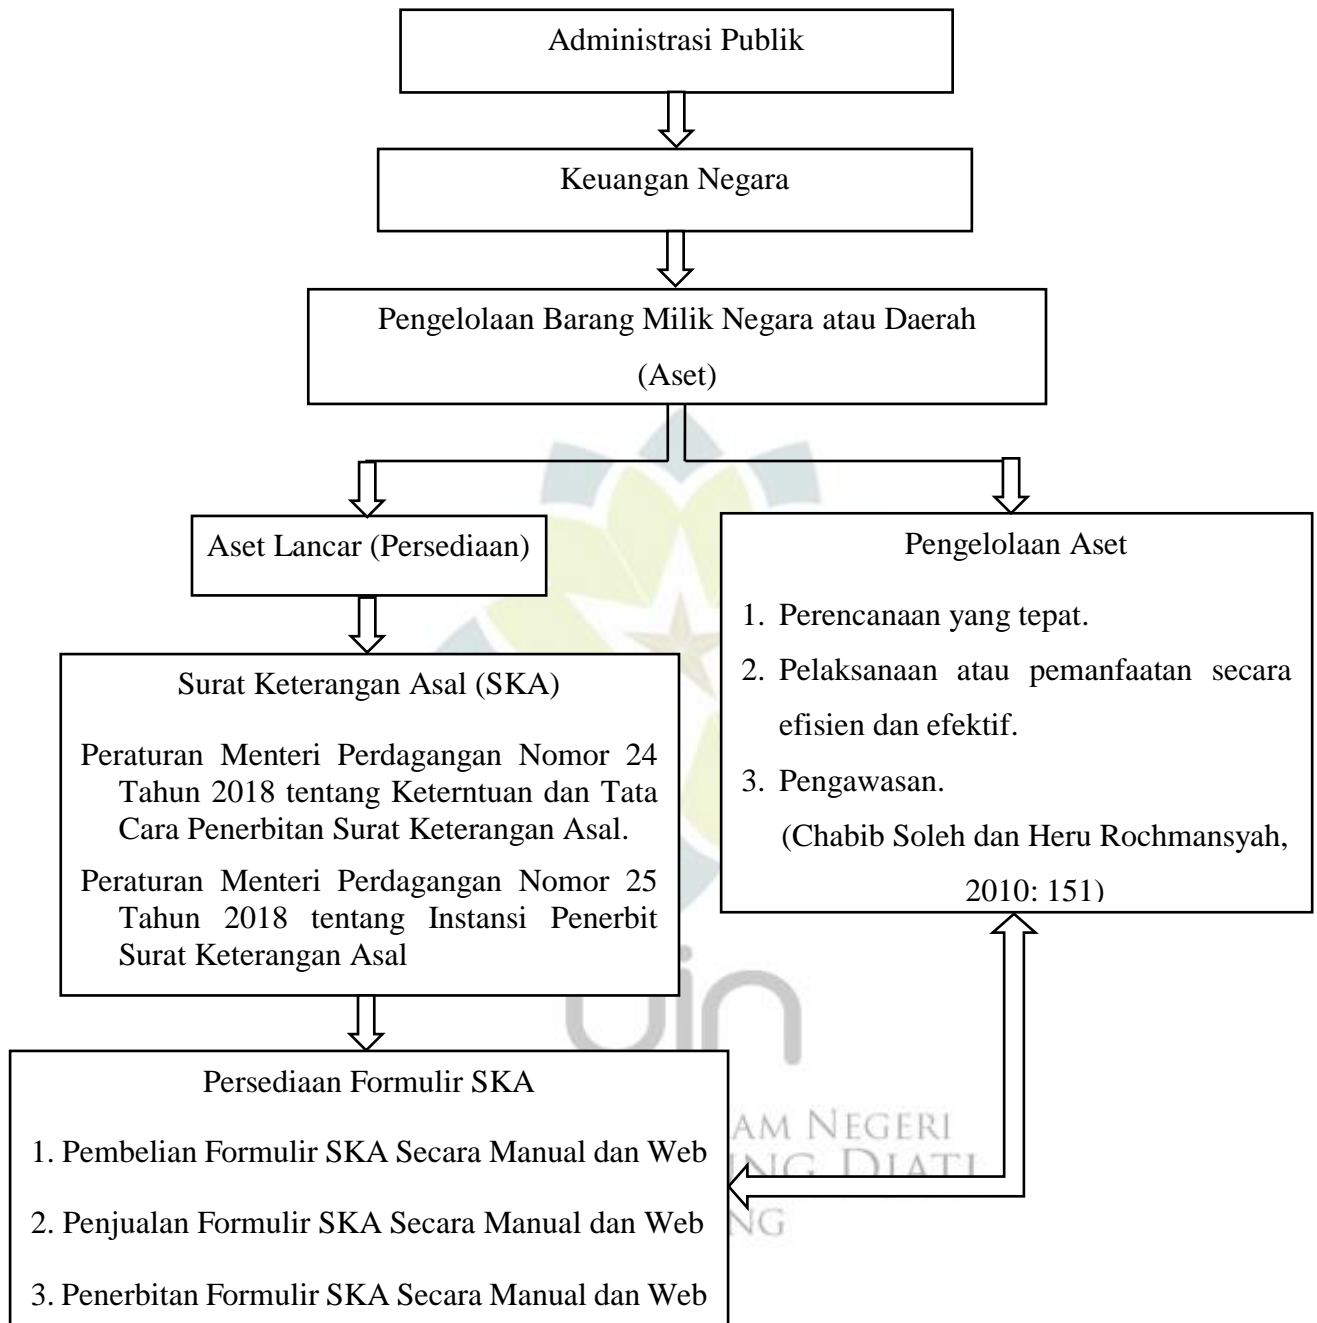 Administrasi Publik
Keuangan Negara
Pengelolaan Barang Milik Negara atau Daerah
(Aset)
Aset Lancar (Persediaan)
Surat Keterangan Asal (SKA)
Peraturan Menteri Perdagangan Nomor 24
Tahun 2018 tentang Keterntuan dan Tata
Cara Penerbitan Surat Keterangan Asal.
Peraturan Menteri Perdagangan Nomor 25
Tahun 2018 tentang Instansi Penerbit
Surat Keterangan Asal
Pengelolaan Aset
1. Perencanaan yang tepat.
2. Pelaksanaan atau pemanfaatan secara
efisien dan efektif.
3. Pengawasan.
(Chabib Soleh dan Heru Rochmansyah,
2010: 151)
Persediaan Formulir SKA
1. Pembelian Formulir SKA Secara Manual dan Web
2. Penjualan Formulir SKA Secara Manual dan Web
3. Penerbitan Formulir SKA Secara Manual dan Web
uin
NEGERI